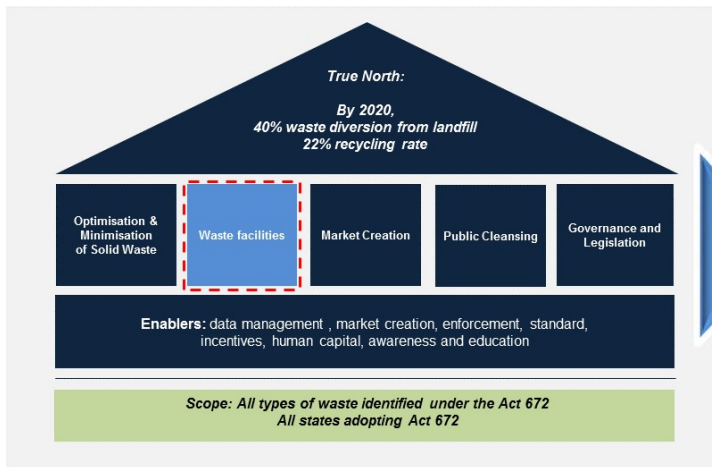 True North:
By 2020,
40% waste diversion from landfill
22% recycling rate
Optimisation &
Minimisation
of Solid Waste
Waste facilities
Market Creation
Public Cleansing
Governance and
Legislation
Enablers: data management , market creation, enforcement, standard,
incentives, human capital, awareness and education
Scope: All types of waste identified under the Act 672
All states adopting Act 672